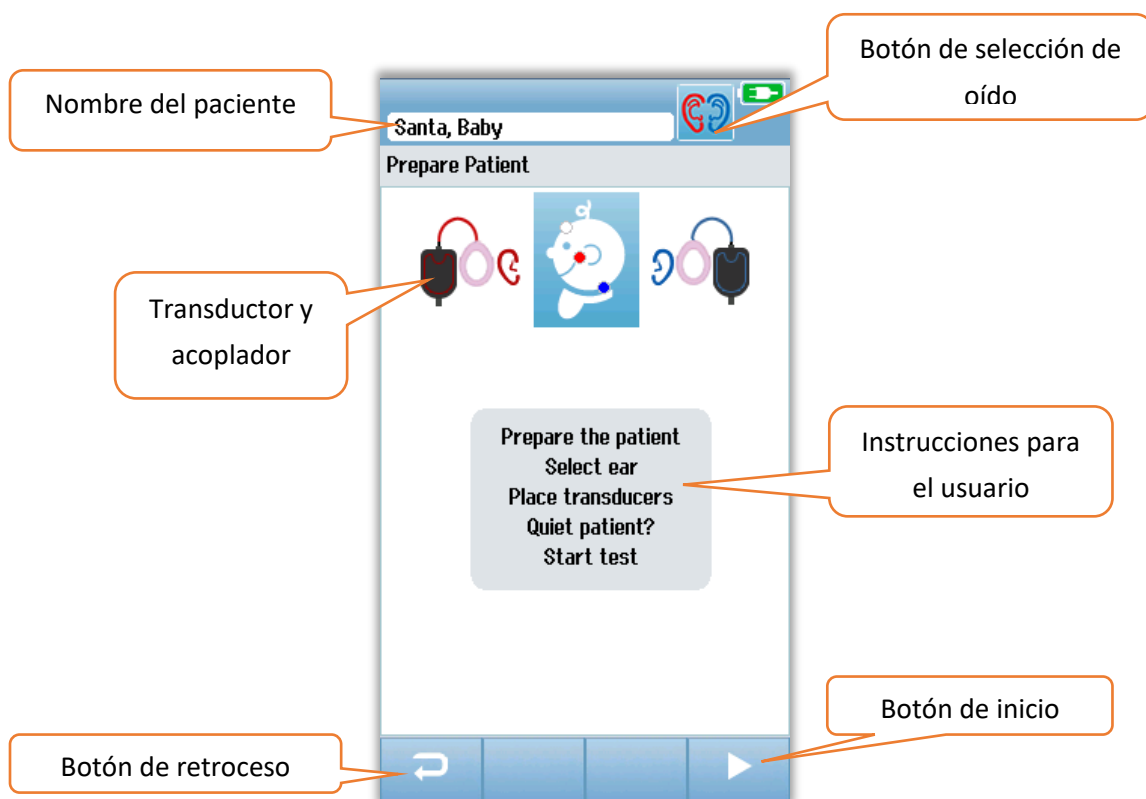 Nombre del paciente
Botón de selección de
oído
Santa, Baby
Prepare Patient
Transductor y
acoplador
Prepare the patient
Select ear
Place transducers
Quiet patient?
Start test
Instrucciones para
el usuario
Botón de inicio
Botón de retroceso